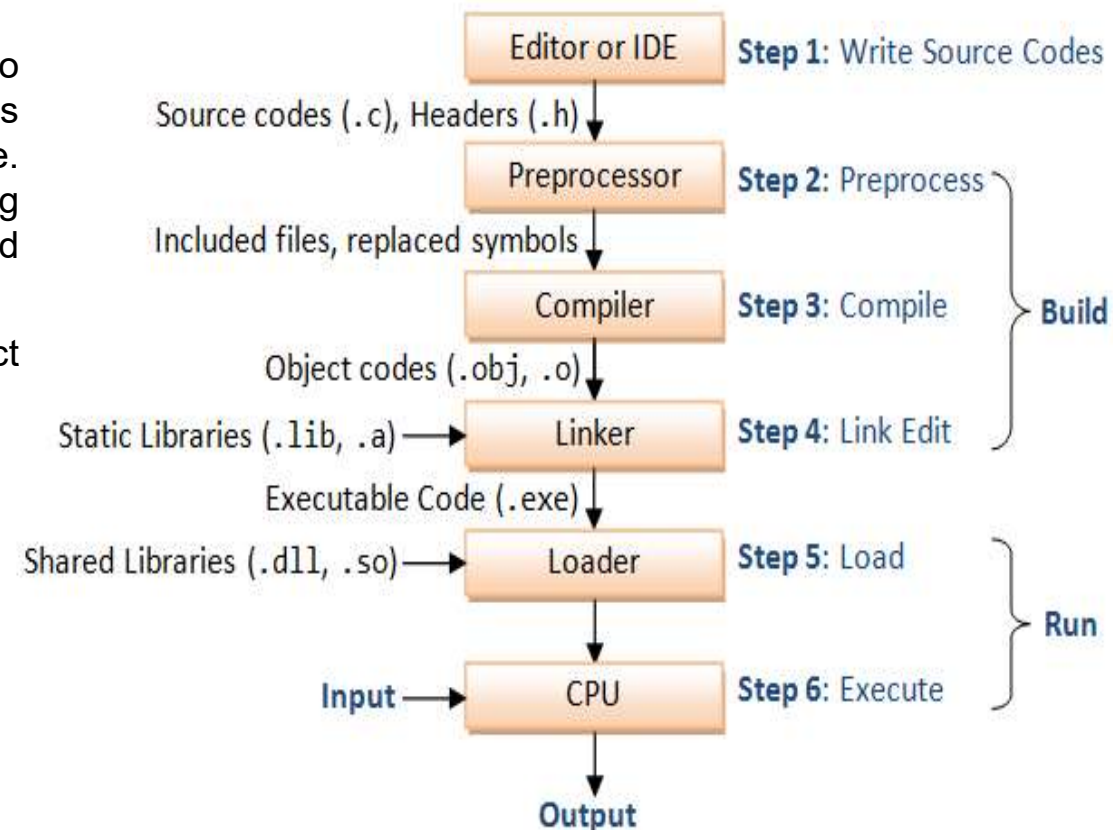 o
s
e.
g
d
ct
Editor or IDE
Step 1: Write Source Codes
Source codes (.c), Headers (.h)
Preprocessor
Step 2: Preprocess
Included files, replaced symbols
Compiler
Step 3: Compile
Build
Object codes (.obj, .o)
Static Libraries (.lib, .a)
Linker
Step 4: Link Edit
Executable Code (.exe)
Shared Libraries (.dll, .so)
Loader
Step 5: Load
Run
Input
CPU
Step 6: Execute
Output